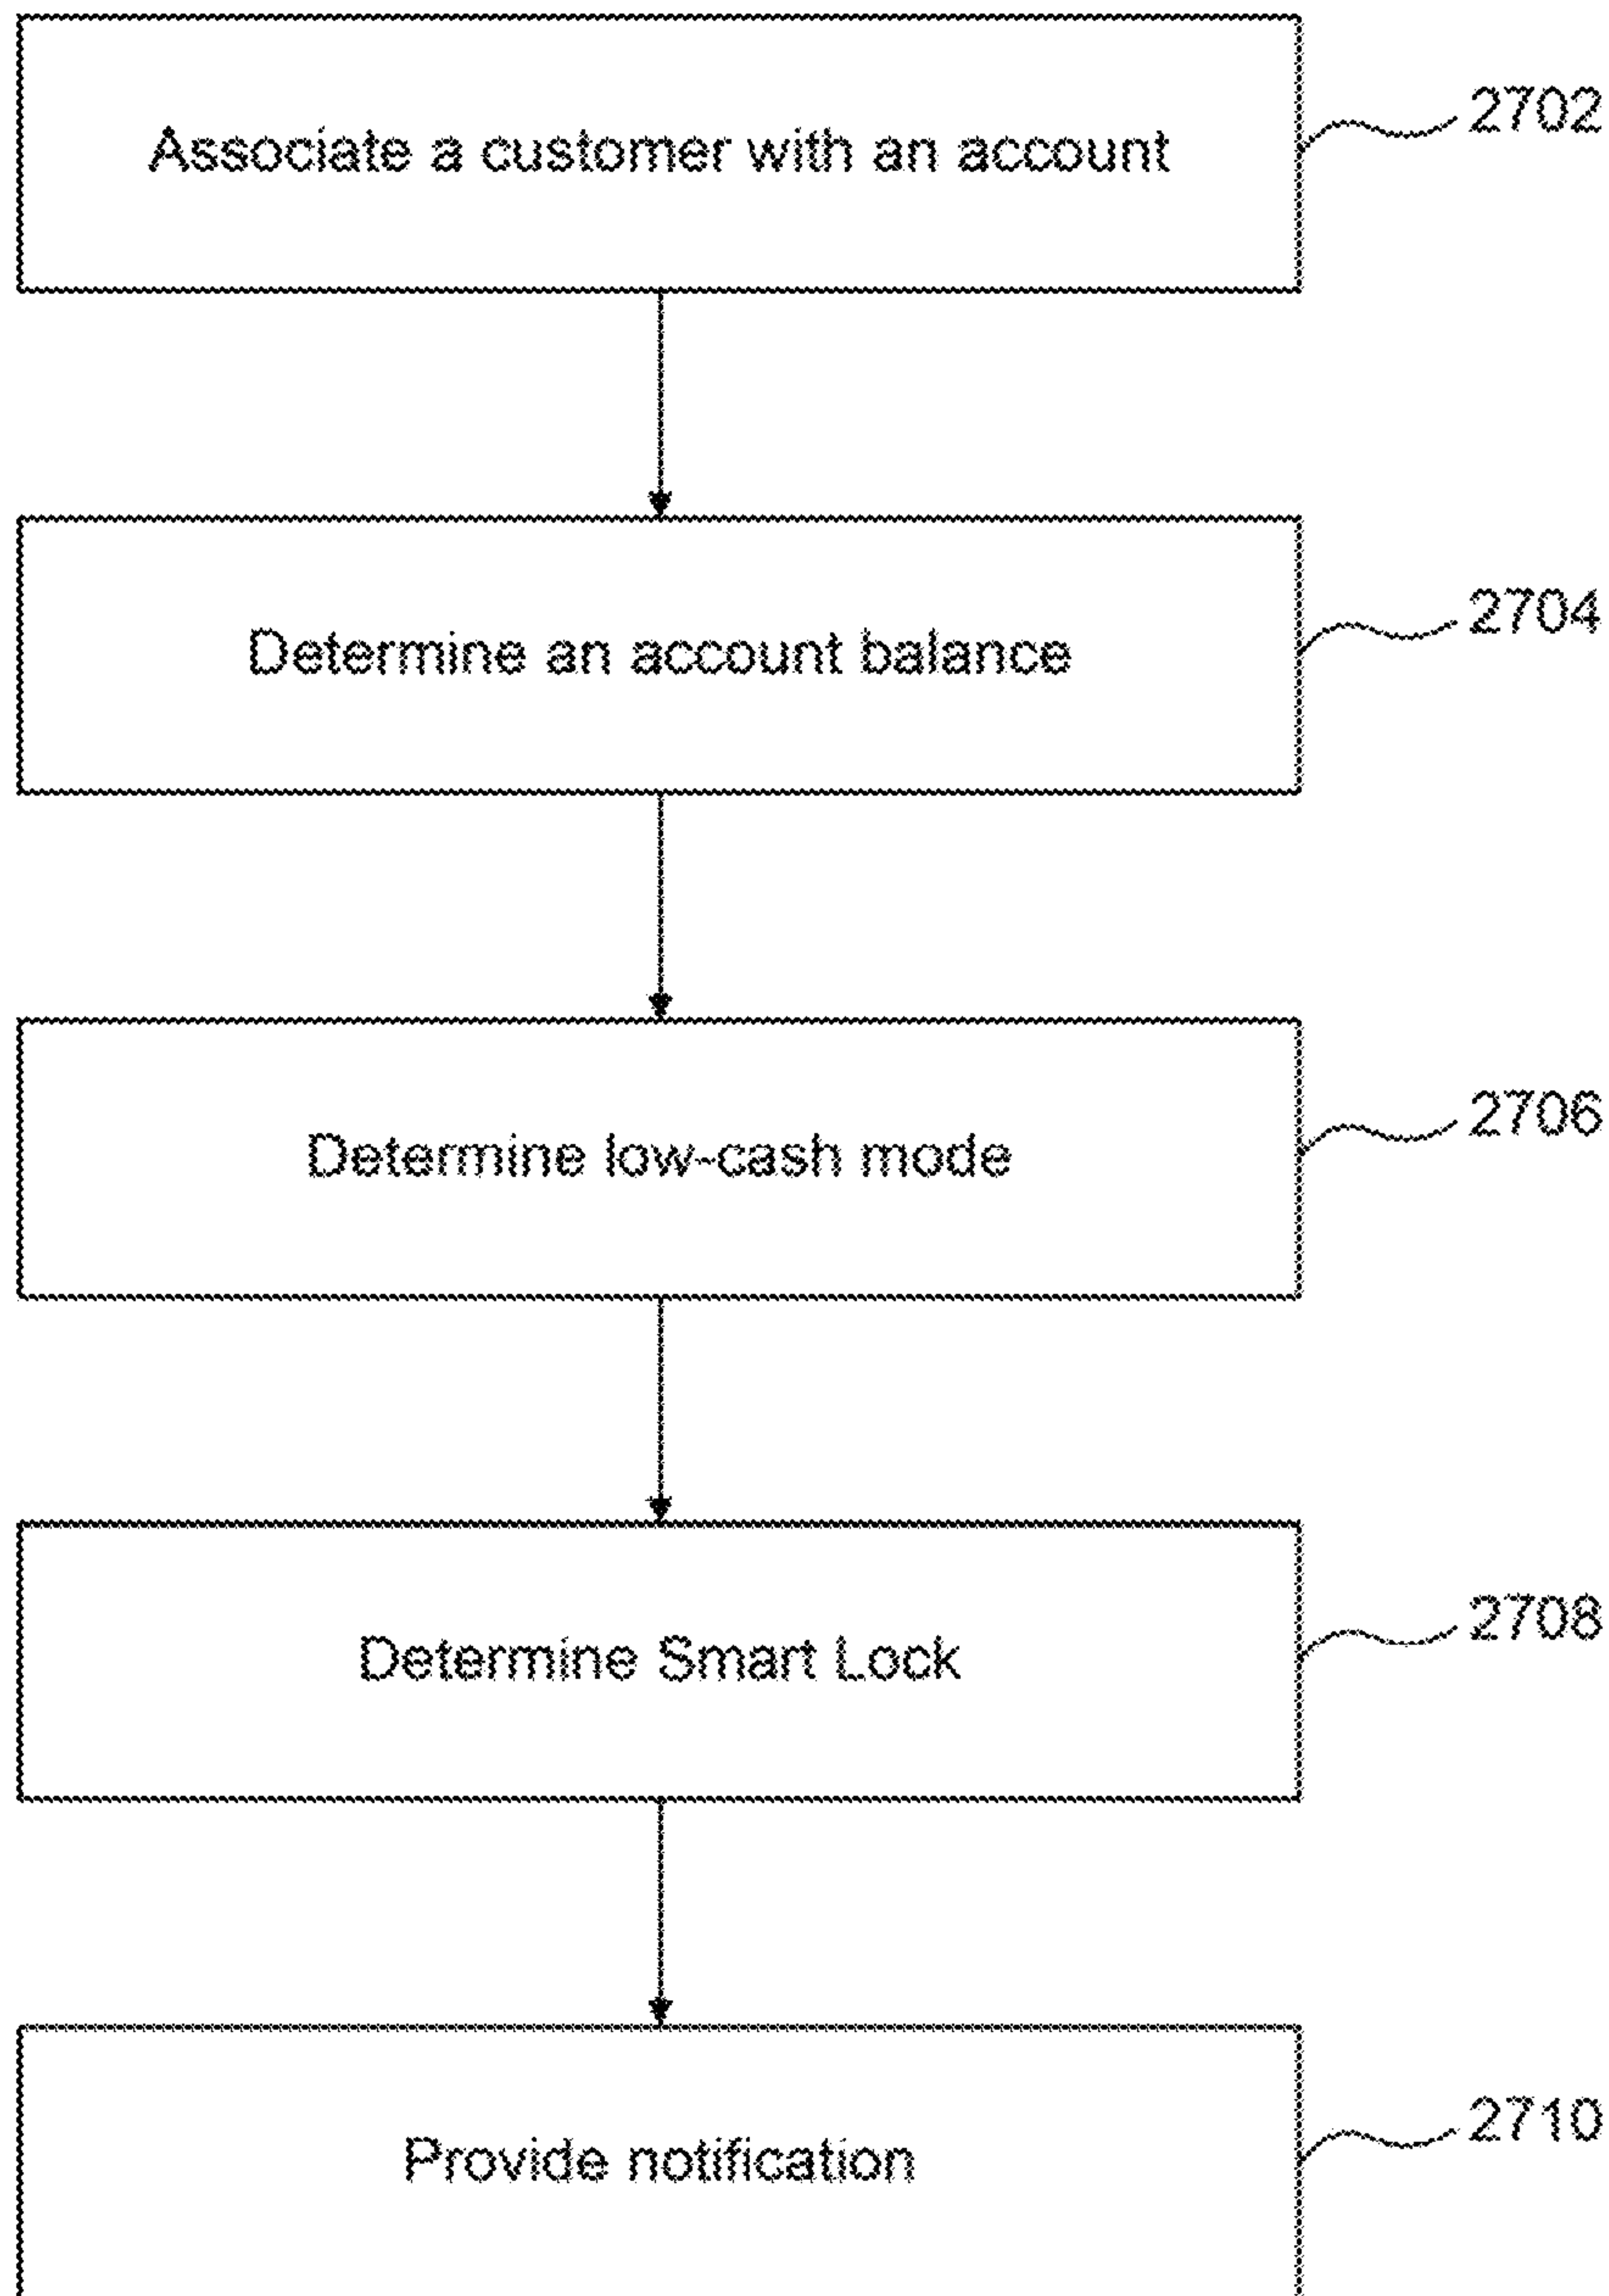 Associate a customer with an account
2702
Determine an account balance
2704
Determine low-cash mode
2706
Determine Smart Lock
2708
Provide notification
2710